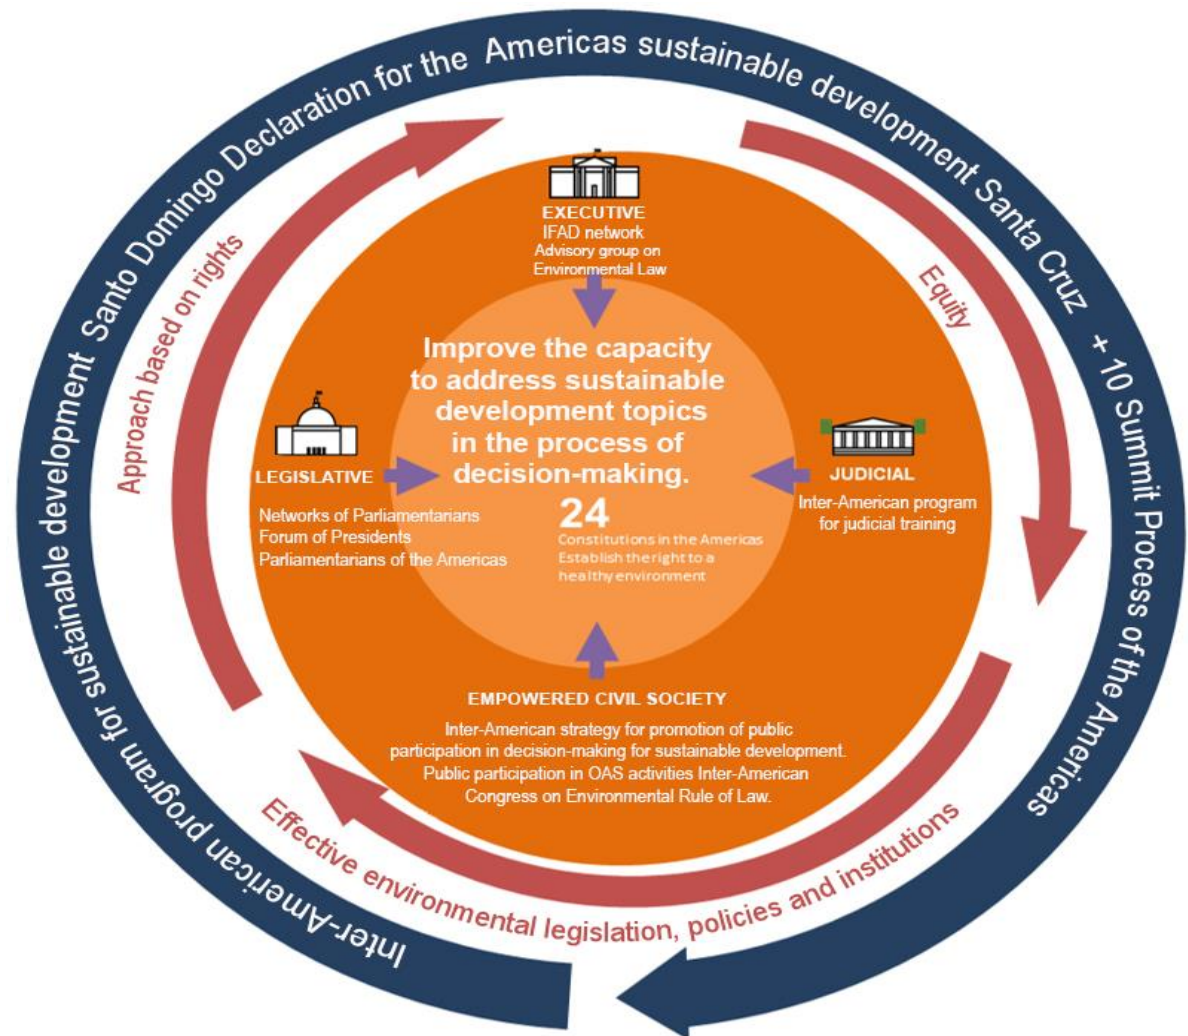 Inter-American program for sustainable development Santo Domingo Declaration for the Americas sustainable development Santa Cruz + 10 Summit Process of the Americas
Approach based on rights
Equity
Effective environmental legislation, policies and institutions
EXECUTIVE
IFAD network
Advisory group on
Environmental Law
Improve the capacity
to address sustainable
development topics
in the process of
decision-making.
24
Constitutions in the Americas
Establish the right to a
healthy environment
LEGISLATIVE
Networks of Parliamentarians
Forum of Presidents
Parliamentarians of the Americas
JUDICIAL
Inter-American program
for judicial training
EMPOWERED CIVIL SOCIETY
Inter-American strategy for promotion of public
participation in decision-making for sustainable development.
Public participation in OAS activities Inter-American
Congress on Environmental Rule of Law.